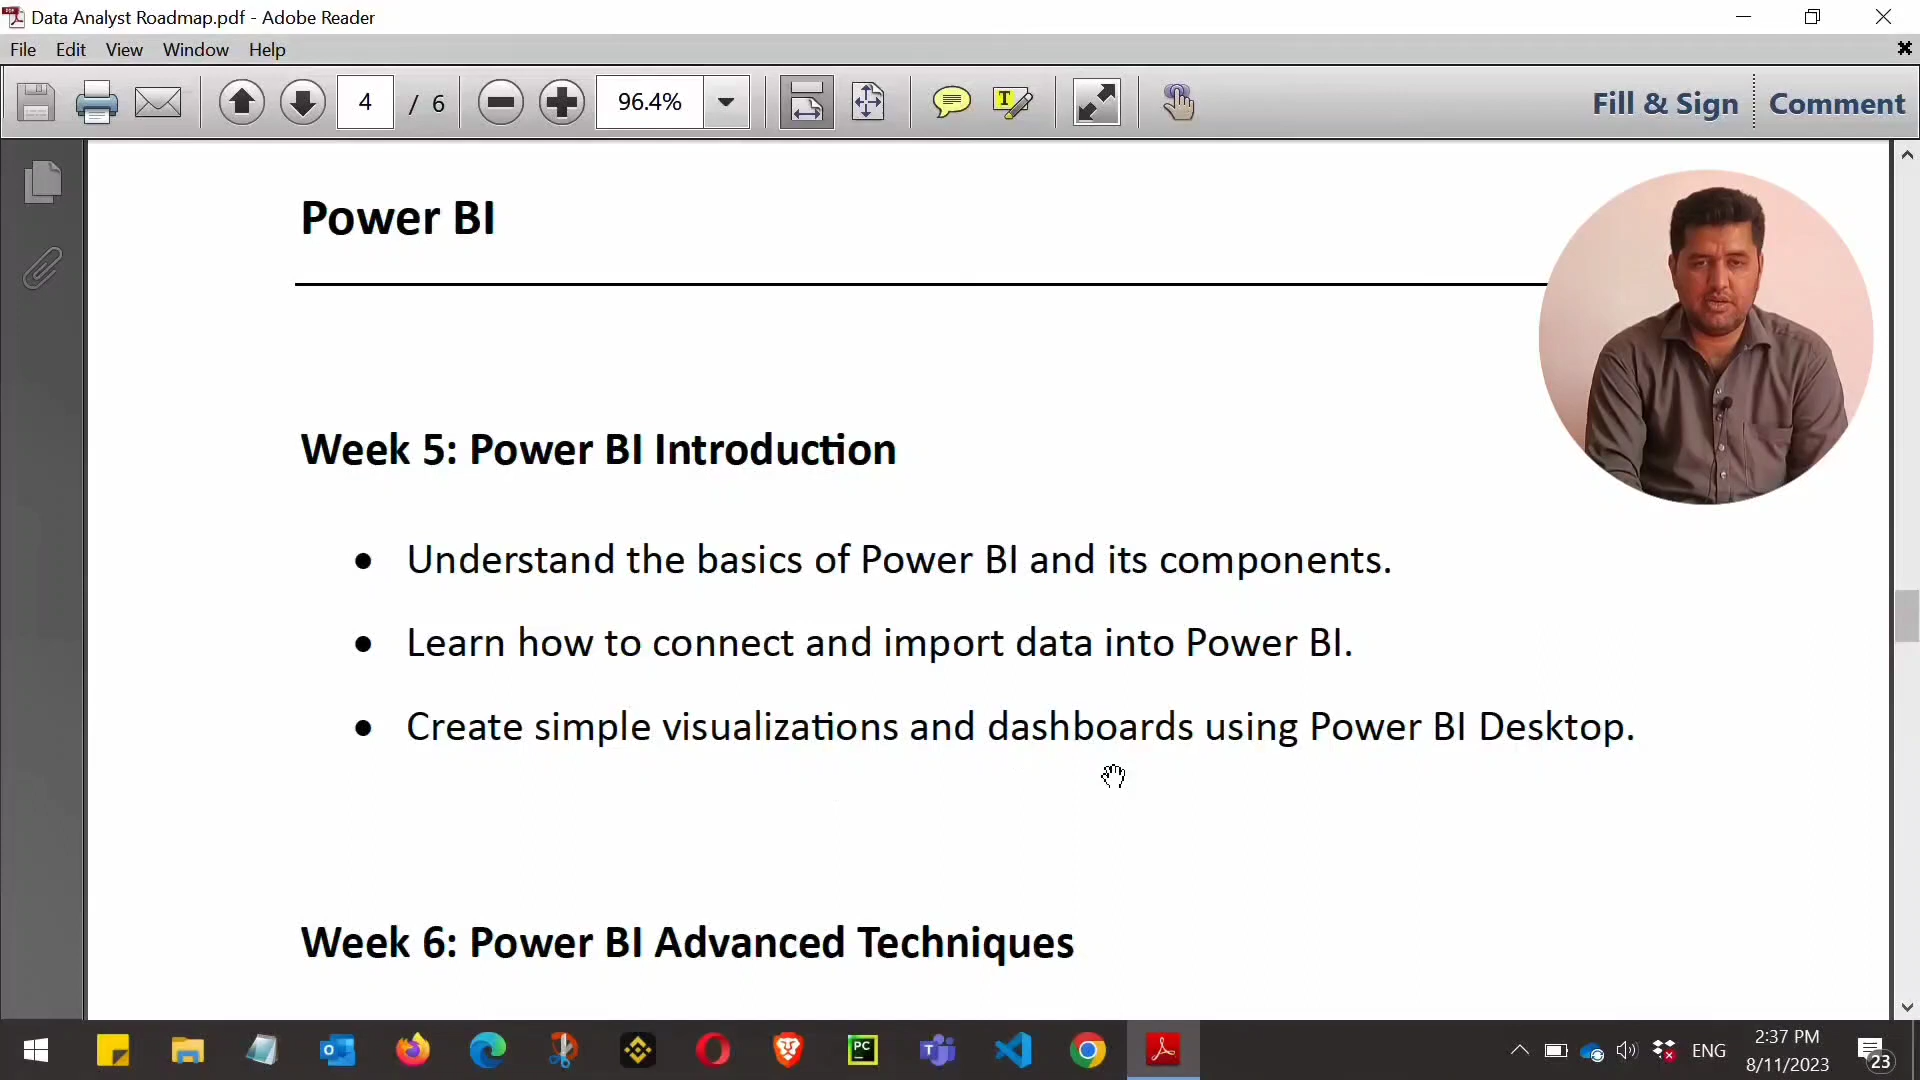 Data Analyst Roadmap.pdf - Adobe Reader
File Edit View Window Help
4 / 6 96.4% Fill & Sign Comment
Power BI
Week 5: Power BI Introduction
• Understand the basics of Power BI and its components.
• Learn how to connect and import data into Power BI.
• Create simple visualizations and dashboards using Power BI Desktop.
Week 6: Power BI Advanced Techniques
ENG 2:37 PM
8/11/2023 23